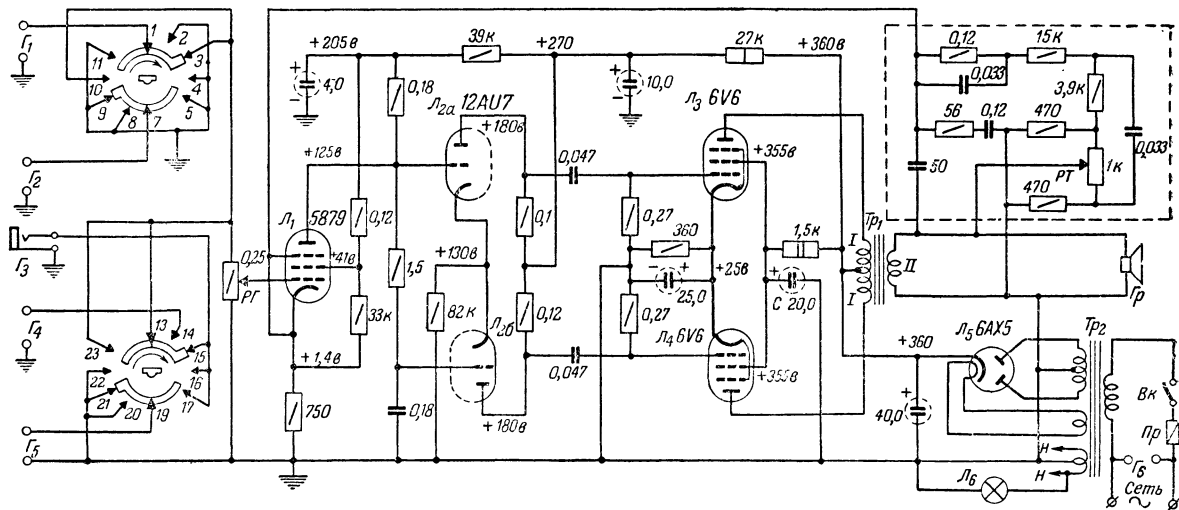 Г1
1
2
3
11
10
4
9
8
7
5
Г2
Г3
Г4
13
14
23
15
22
16
21
20
19
17
Г5
0,25
РГ
+205в
39к
+270
27к
+360в
+
4,0
–
0,18
Л2а 12AU7
+
10,0
–
Л3 6V6
+180в
+125в
0,047
+355в
Л1
5879
0,12
+41в
0,1
0,27
360
1,5к
1,5
+130в
– +
+25в
25,0
+
С 20,0
33к
82к
0,12
0,27
Л2б
Л4 6V6
+1,4в
0,047
+355в
750
0,18
+180в
0,12
15к
0,033
3,9к
56
0,12
470
0,033
50
РТ
1к
470
Тр1
I
II
I
Гр
+360
Л5 6АХ5
Тр2
+
40,0
Вк
Пр
н
н
Л6
Г6
Сеть
~